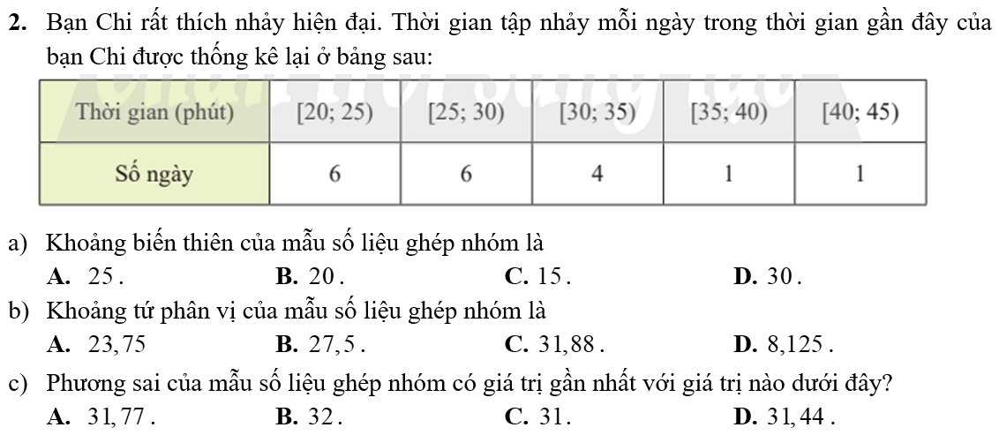 2. Bạn Chi rất thích nhảy hiện đại. Thời gian tập nhảy mỗi ngày trong thời gian gần đây của
bạn Chi được thống kê lại ở bảng sau:
Chân trời sáng tạo
Thời gian (phút) [20; 25) [25; 30) [30; 35) [35; 40) [40; 45)
Số ngày 6 6 4 1 1
a) Khoảng biến thiên của mẫu số liệu ghép nhóm là
A. 25 . B. 20 . C. 15 . D. 30 .
b) Khoảng tứ phân vị của mẫu số liệu ghép nhóm là
A. 23,75 B. 27,5 . C. 31,88 . D. 8,125 .
c) Phương sai của mẫu số liệu ghép nhóm có giá trị gần nhất với giá trị nào dưới đây?
A. 31,77 . B. 32 . C. 31. D. 31,44 .